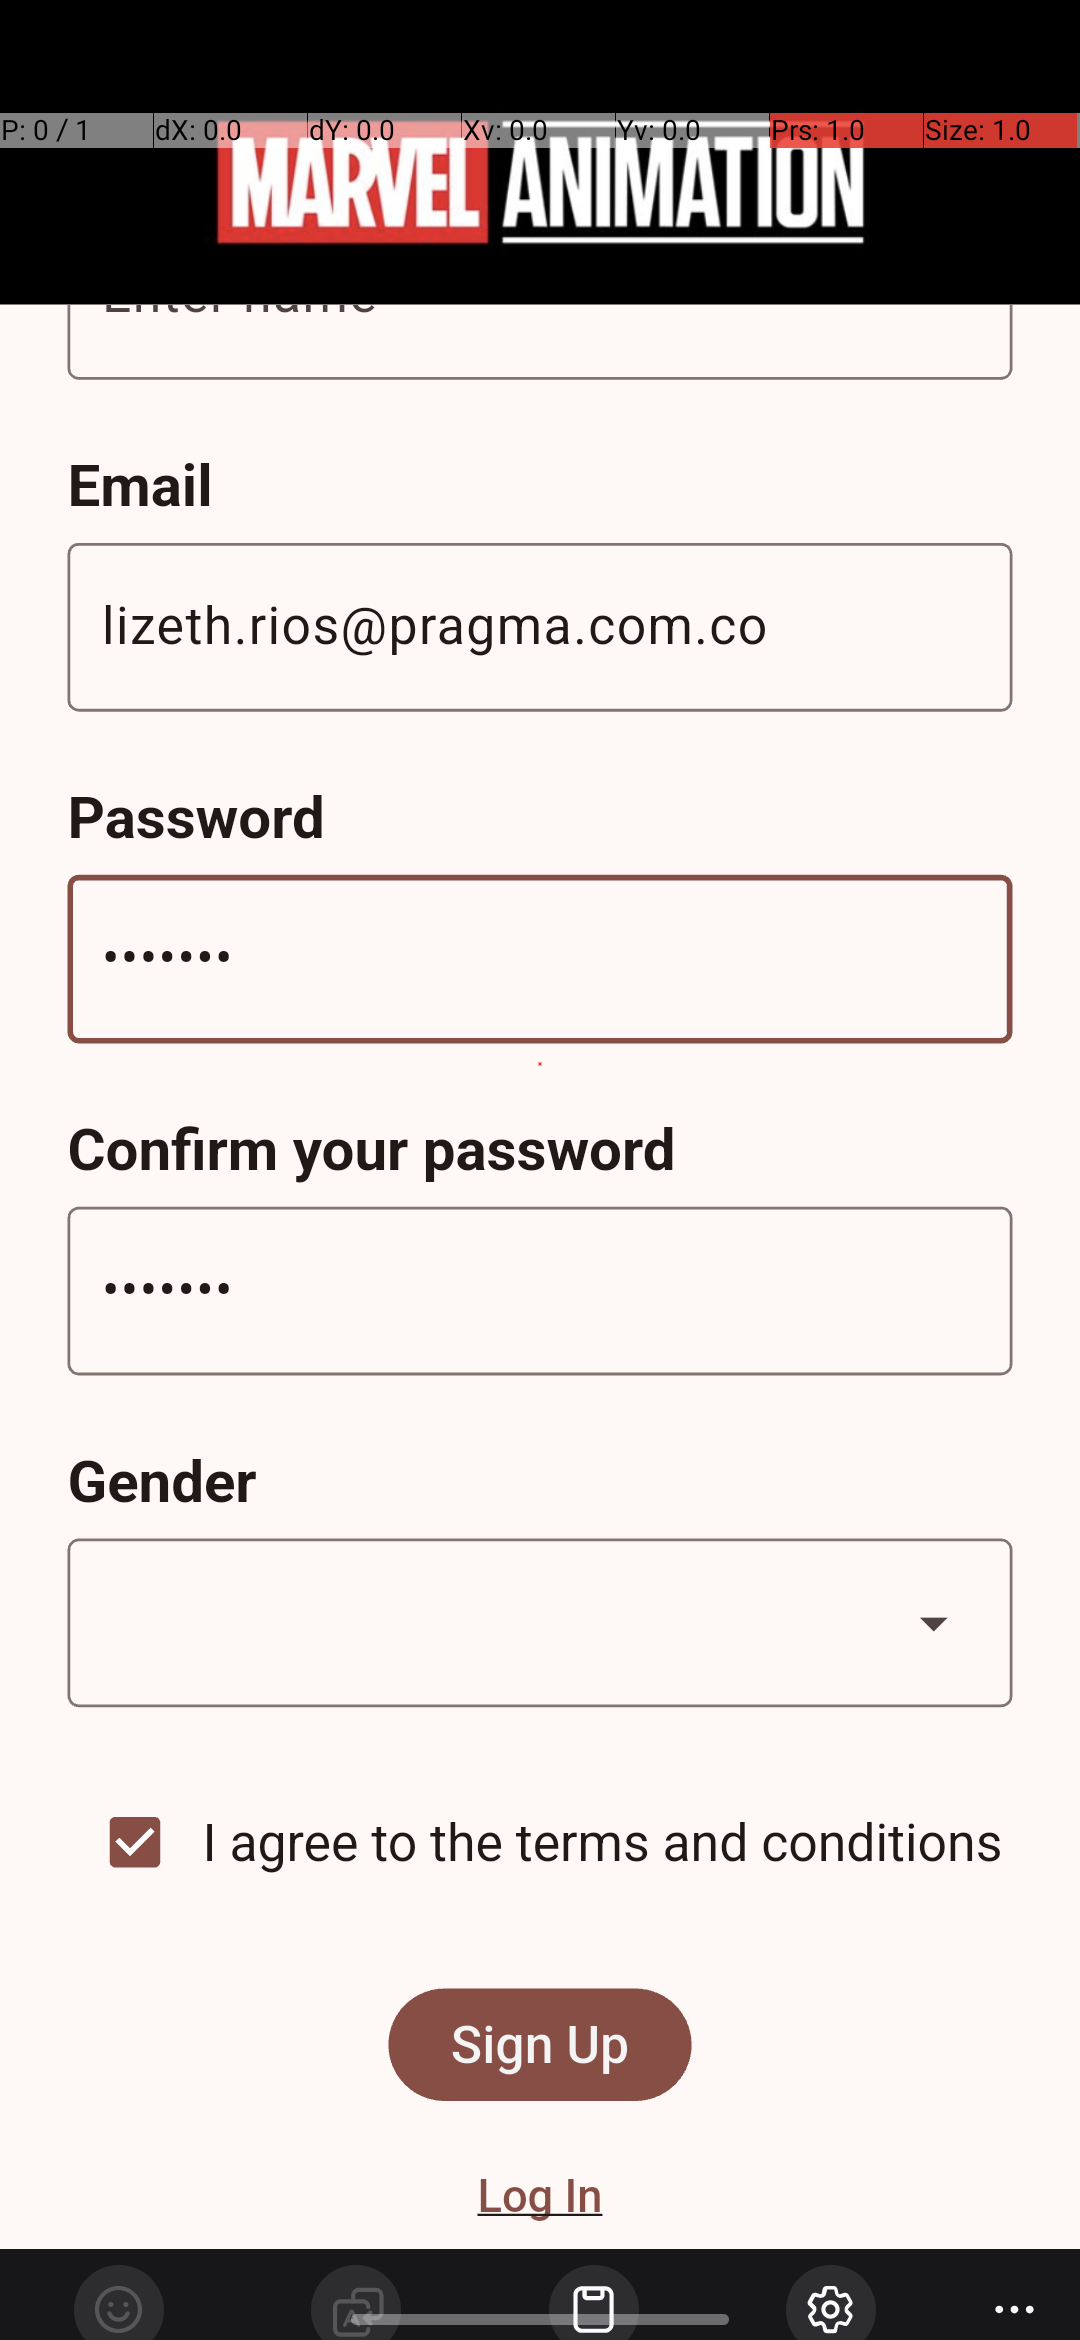 P: 0 / 1 dX: 0.0 dY: 0.0 Xv: 0.0 Yv: 0.0 Prs: 1.0 Size: 1.0
MARVEL ANIMATION
Enter name
Email
lizeth.rios@pragma.com.co
Password
•••••••
Confirm your password
•••••••
Gender
I agree to the terms and conditions
Sign Up
Log In